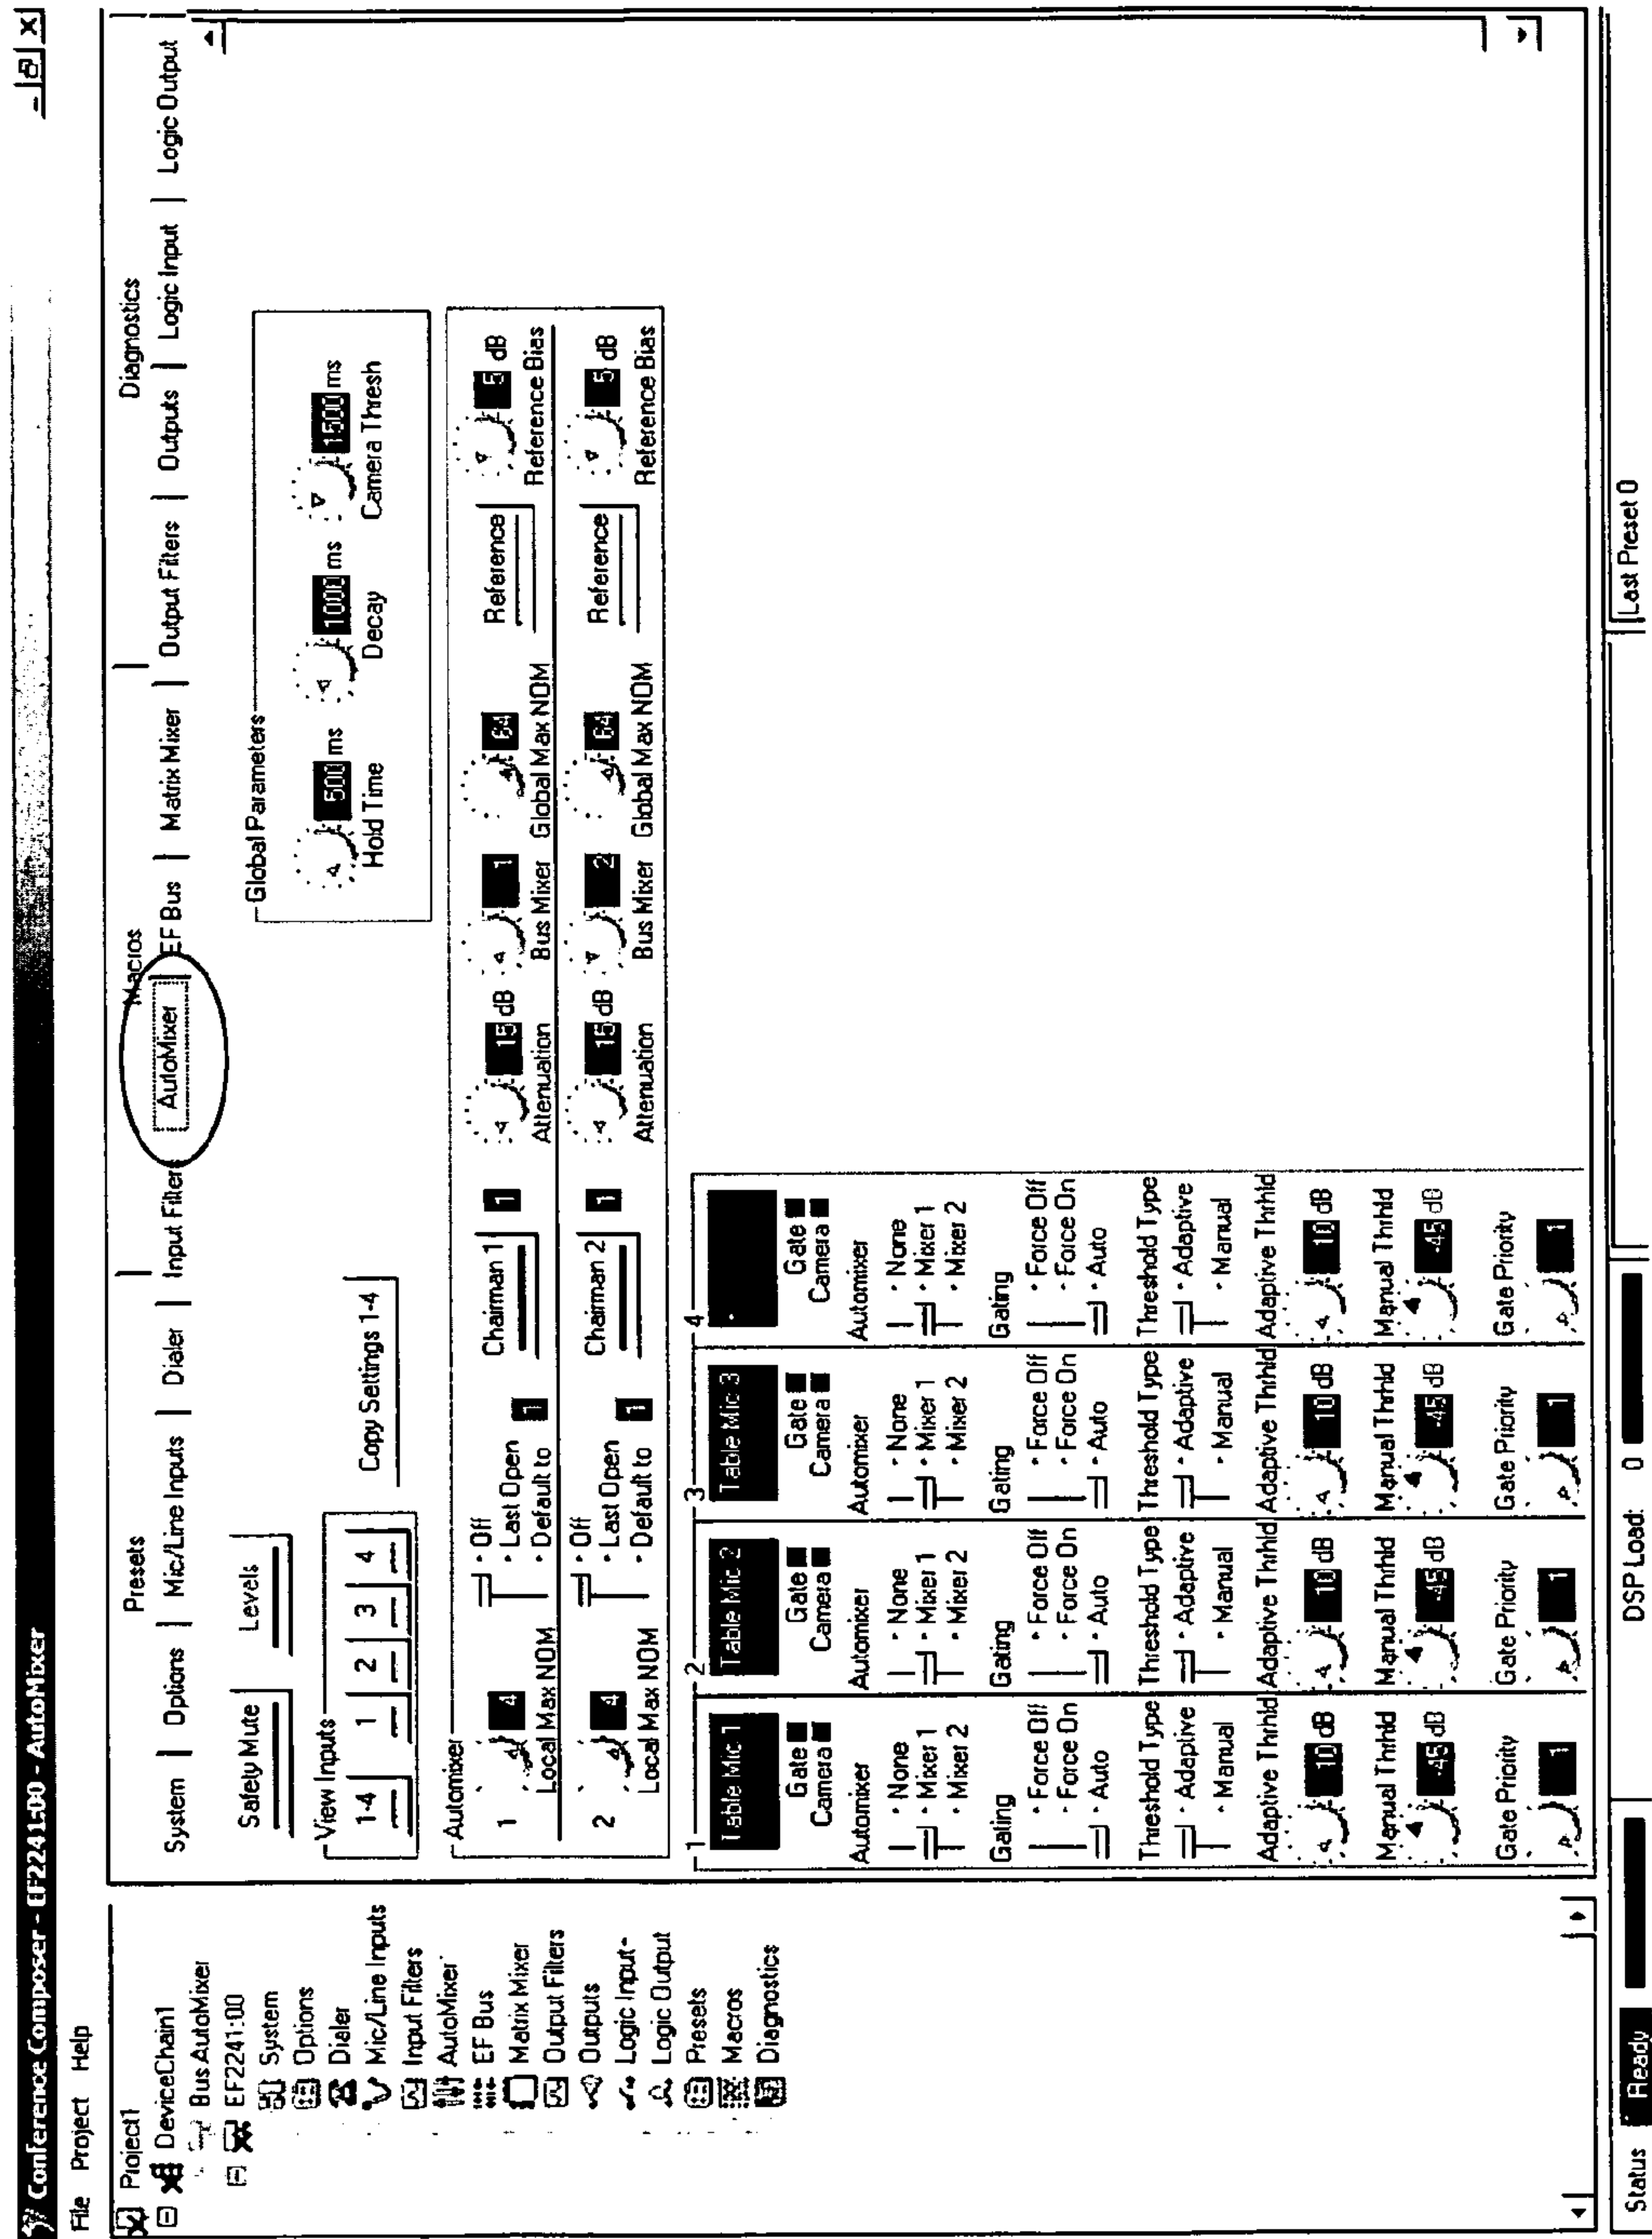 Conference Composer - EF2241:00 - AutoMixer
File Project Help
Project1
DeviceChain1
Bus AutoMixer
EF2241:00
System
Options
Dialer
Mic/Line Inputs
Input Filters
AutoMixer
EF Bus
Matrix Mixer
Output Filters
Outputs
Logic Input
Logic Output
Presets
Macros
Diagnostics
Presets Macros Diagnostics
System | Options | Mic/Line Inputs | Dialer | Input Filters AutoMixer | EF Bus | Matrix Mixer | Output Filters | Outputs | Logic Input | Logic Output
Safety Mute Levels
View Inputs
1-4 1 2 3 4 Copy Settings 1-4
Global Parameters
500 ms 1000 ms 1500 ms
Hold Time Decay Camera Thresh
Automixer
1 4 Off Last Open Default to 1 Chairman 1 1 15 dB 1 64 Reference 5 dB
Local Max NOM Attenuation Bus Mixer Global Max NOM Reference Bias
2 4 Off Last Open Default to 1 Chairman 2 1 15 dB 2 64 Reference 5 dB
Local Max NOM Attenuation Bus Mixer Global Max NOM Reference Bias
1 2 3 4
Table Mic 1 Table Mic 2 Table Mic 3
Gate Gate Gate Gate
Camera Camera Camera Camera
Automixer Automixer Automixer Automixer
None None None None
Mixer 1 Mixer 1 Mixer 1 Mixer 1
Mixer 2 Mixer 2 Mixer 2 Mixer 2
Gating Gating Gating Gating
Force Off Force Off Force Off Force Off
Force On Force On Force On Force On
Auto Auto Auto Auto
Threshold Type Threshold Type Threshold Type Threshold Type
Adaptive Adaptive Adaptive Adaptive
Manual Manual Manual Manual
Adaptive Thrhld Adaptive Thrhld Adaptive Thrhld Adaptive Thrhld
10 dB 10 dB 10 dB 10 dB
Manual Thrhld Manual Thrhld Manual Thrhld Manual Thrhld
-45 dB -45 dB -45 dB -45 dB
Gate Priority Gate Priority Gate Priority Gate Priority
1 1 1 1
Status Ready DSP Load: 0 Last Preset 0